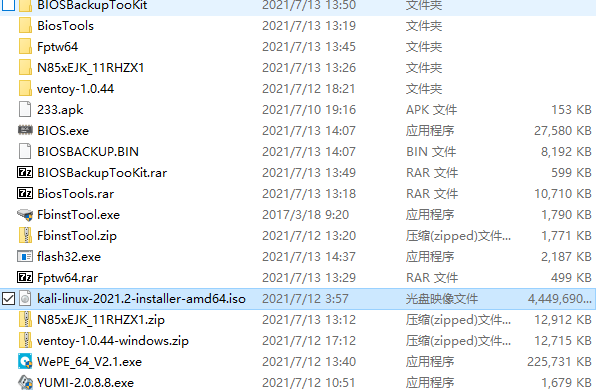 BIOSBackupTooKit 2021/7/13 13:50 文件夹
BiosTools 2021/7/13 13:19 文件夹
Fptw64 2021/7/13 13:45 文件夹
N85xEJK_11RHZX1 2021/7/13 13:26 文件夹
ventoy-1.0.44 2021/7/12 18:21 文件夹
233.apk 2021/7/10 19:16 APK 文件 153 KB
BIOS.exe 2021/7/13 14:07 应用程序 27,580 KB
BIOSBACKUP.BIN 2021/7/13 14:07 BIN 文件 8,192 KB
BIOSBackupTooKit.rar 2021/7/13 13:49 RAR 文件 599 KB
BiosTools.rar 2021/7/13 13:18 RAR 文件 10,710 KB
FbinstTool.exe 2017/3/18 9:20 应用程序 1,790 KB
FbinstTool.zip 2021/7/12 13:20 压缩(zipped)文件... 1,771 KB
flash32.exe 2021/7/13 14:37 应用程序 2,187 KB
Fptw64.rar 2021/7/13 13:29 RAR 文件 499 KB
kali-linux-2021.2-installer-amd64.iso 2021/7/12 3:57 光盘映像文件 4,449,690...
N85xEJK_11RHZX1.zip 2021/7/13 13:12 压缩(zipped)文件... 12,912 KB
ventoy-1.0.44-windows.zip 2021/7/12 13:19 压缩(zipped)文件... 12,715 KB
WePE_64_V2.1.exe 2021/7/12 13:40 应用程序 225,731 KB
YUMI-2.0.8.8.exe 2021/7/12 10:51 应用程序 1,679 KB